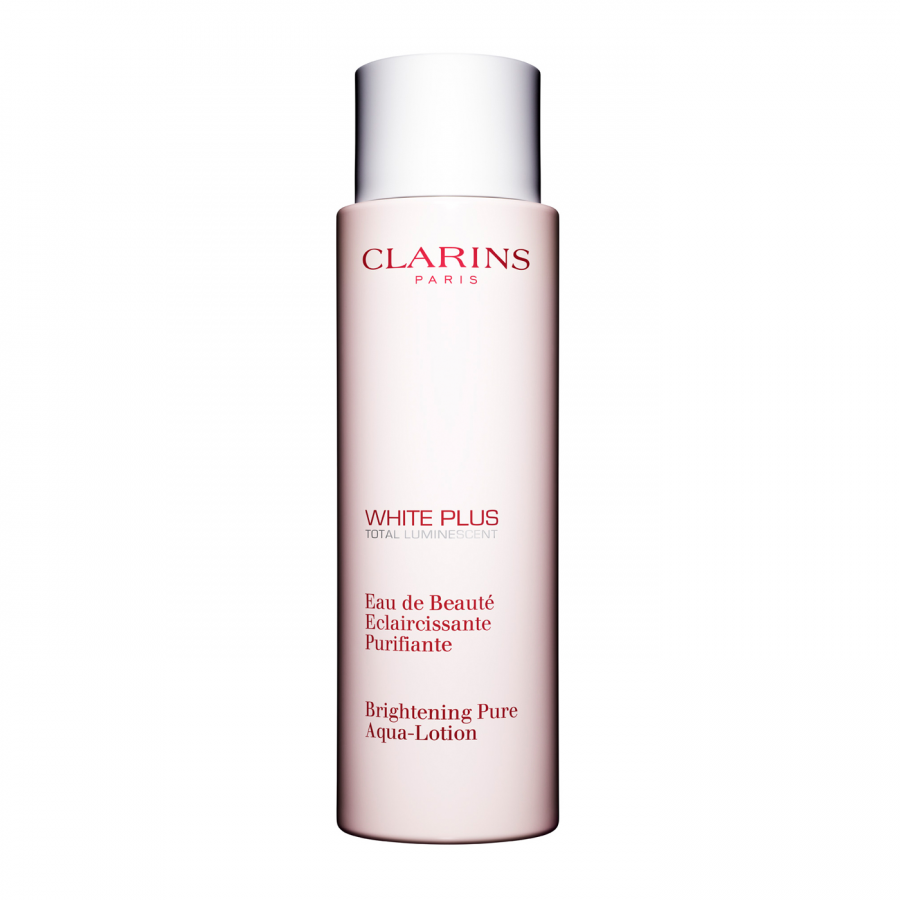 CLARINS
PARIS
WHITE PLUS
TOTAL LUMINESCENT
Eau de Beauté
Eclaircissante
Purifiante
Brightening Pure
Aqua-Lotion